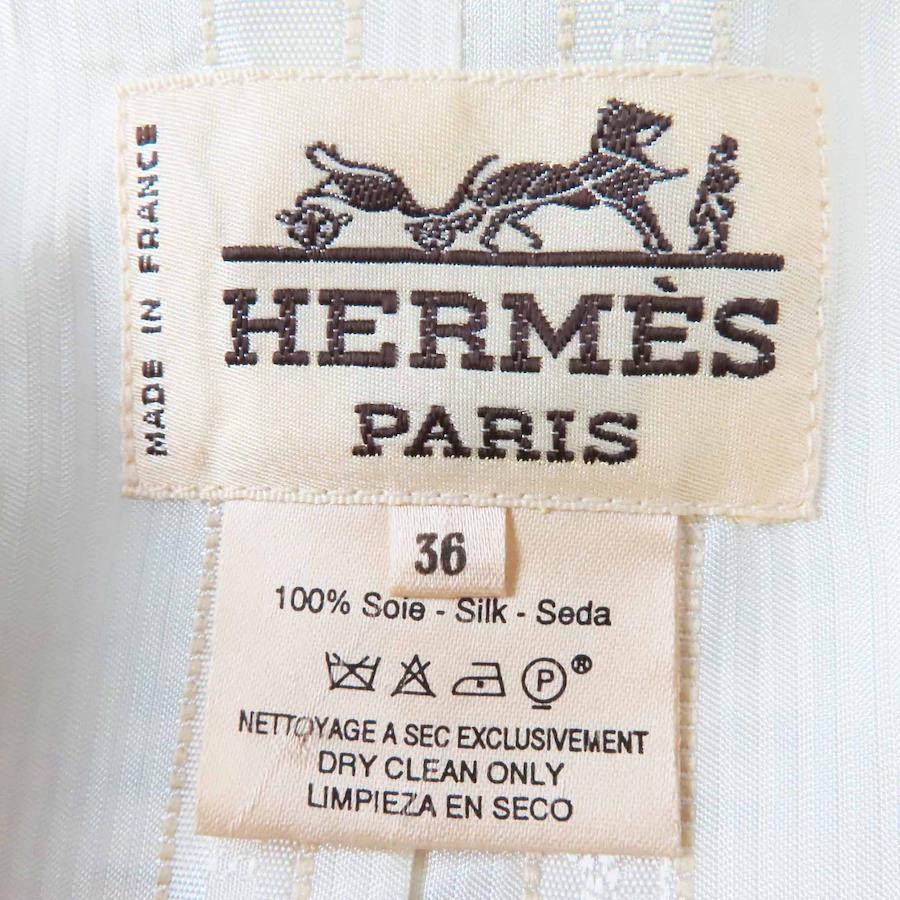 MADE IN FRANCE
HERMÈS
PARIS
36
100% Soie - Silk - Seda
P
®
NETTOYAGE A SEC EXCLUSIVEMENT
DRY CLEAN ONLY
LIMPIEZA EN SECO